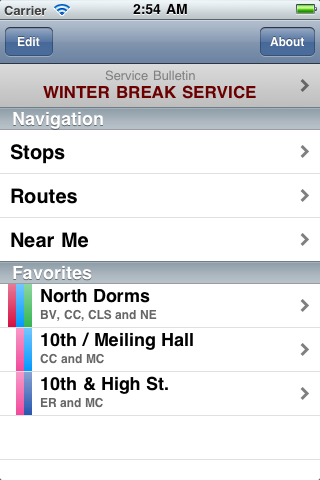 Carrier 2:54 AM
Edit
About
Service Bulletin
WINTER BREAK SERVICE
Navigation
Stops
Routes
Near Me
Favorites
North Dorms
BV, CC, CLS and NE
10th / Meiling Hall
CC and MC
10th & High St.
ER and MC